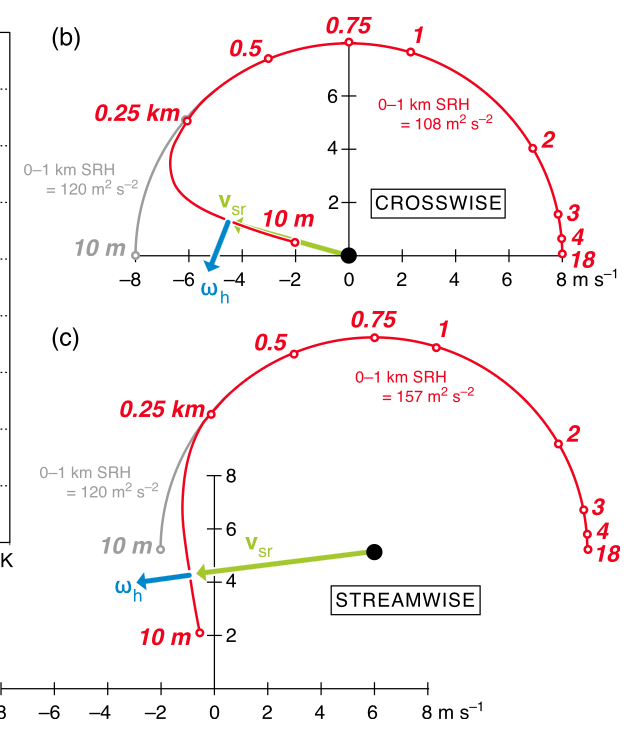 (b)
0.75
1
0.5
6
0–1 km SRH
= 108 m² s⁻²
0.25 km
4
2
0–1 km SRH
= 120 m² s⁻²
v_sr
2
CROSSWISE
10 m
3
10 m
4
18
–8 –6 –4 –2 0 2 4 6 8 m s⁻¹
ω_h
(c)
0.75
1
0.5
0–1 km SRH
= 157 m² s⁻²
0.25 km
2
0–1 km SRH
= 120 m² s⁻²
8
3
6
4
10 m
v_sr
18
K
ω_h
4
STREAMWISE
10 m
2
8 –6 –4 –2 0 2 4 6 8 m s⁻¹